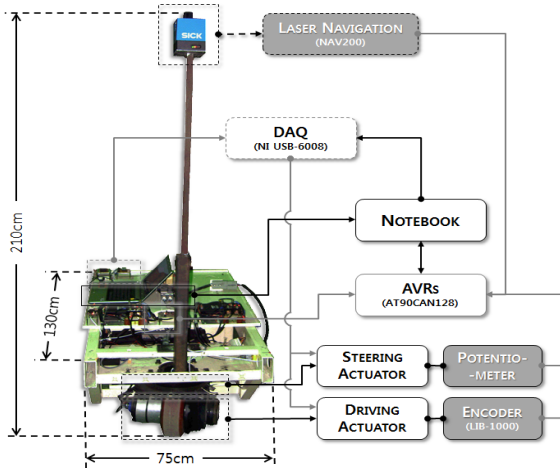 SICK
LASER NAVIGATION
(NAV200)
DAQ
(NI USB-6008)
210cm
NOTEBOOK
AVRs
(AT90CAN128)
130cm
STEERING
ACTUATOR
POTENTIO-
-METER
DRIVING
ACTUATOR
ENCODER
(LIB-1000)
75cm